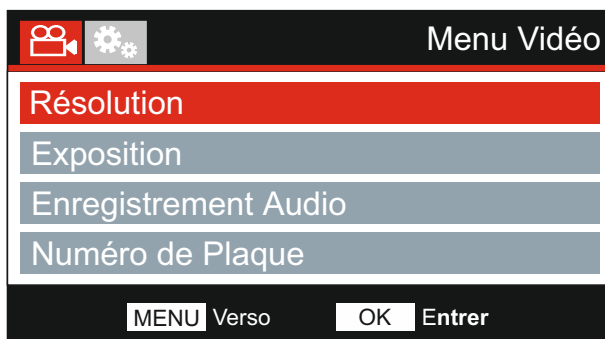 Menu Vidéo
Résolution
Exposition
Enregistrement Audio
Numéro de Plaque
MENU Verso OK Entrer